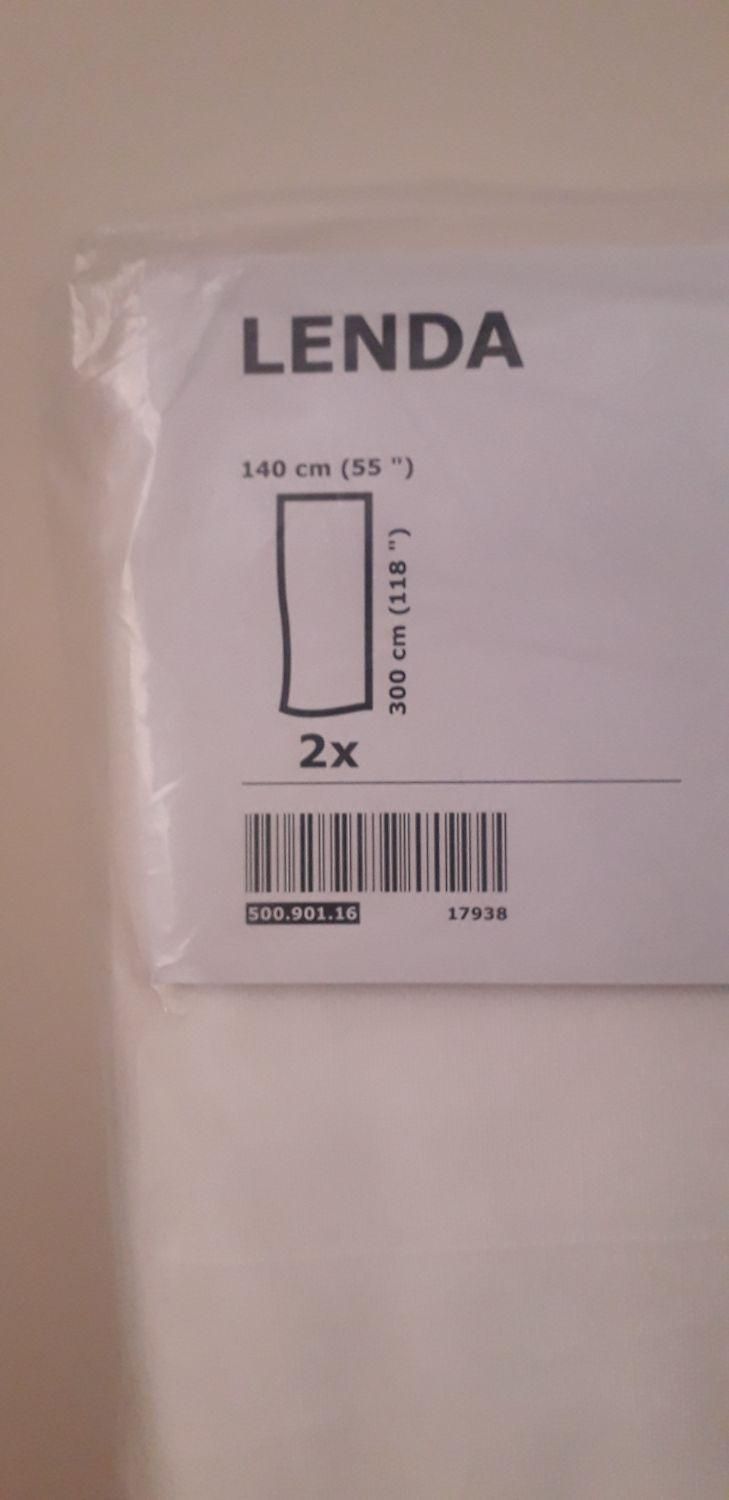 LENDA
140 cm (55 ")
300 cm (118 ")
2x
500.901.16 17938